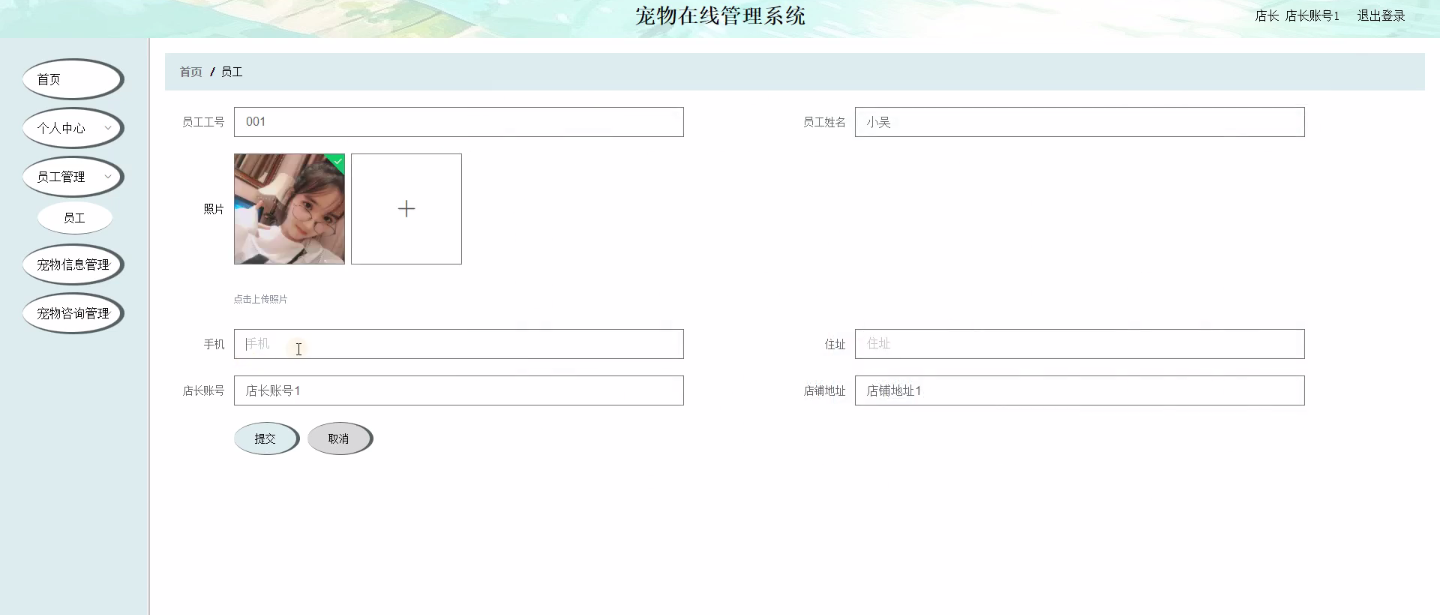 宠物在线管理系统
店长 店长账号1 退出登录
首页
个人中心
员工管理
员工
宠物信息管理
宠物咨询管理
首页 / 员工
员工工号 001 员工姓名 小吴
照片
点击上传照片
手机 手机 住址 住址
店长账号 店长账号1 店铺地址 店铺地址1
提交 取消